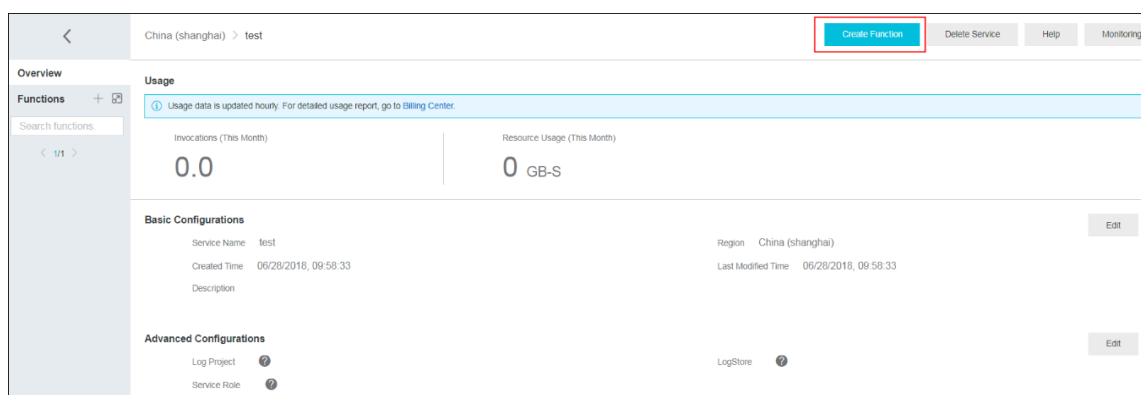 China (shanghai) > test
Create Function
Delete Service
Help
Monitoring
Overview
Functions
Search functions.
1/1
Usage
Usage data is updated hourly. For detailed usage report, go to Billing Center.
Invocations (This Month)
Resource Usage (This Month)
0.0
0 GB-S
Basic Configurations
Edit
Service Name test
Region China (shanghai)
Created Time 06/28/2018, 09:58:33
Last Modified Time 06/28/2018, 09:58:33
Description
Advanced Configurations
Edit
Log Project ?
LogStore ?
Service Role ?